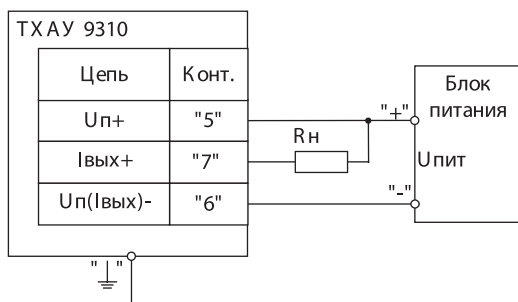 ТХАУ 9310
Цепь Конт.
Uп+ "5"
Iвых+ "7"
Uп(Iвых)- "6"
Rн
"+"
"-"
Блок
питания
Uпит
" "